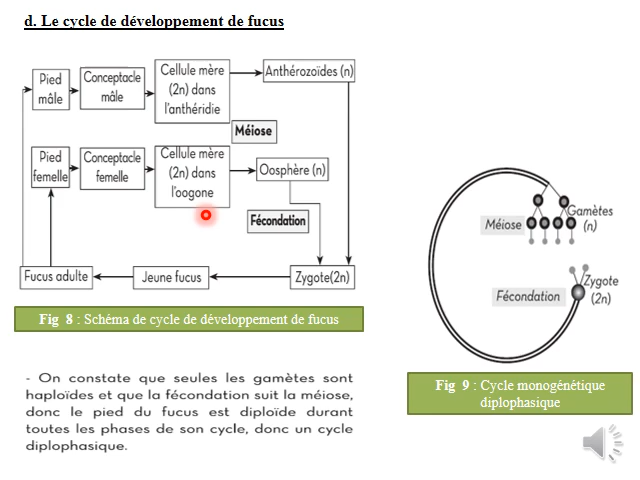 d. Le cycle de développement de fucus
Pied
mâle
Conceptacle
mâle
Cellule mère
(2n) dans
l'anthéridie
Anthérozoïdes (n)
Méiose
Pied
femelle
Conceptacle
femelle
Cellule mère
(2n) dans
l'oogone
Oosphère (n)
Fécondation
Fucus adulte
Jeune fucus
Zygote(2n)
Fig 8 : Schéma de cycle de développement de fucus
- On constate que seules les gamètes sont
haploïdes et que la fécondation suit la méiose,
donc le pied du fucus est diploïde durant
toutes les phases de son cycle, donc un cycle
diplophasique.
Méiose
Gamètes
(n)
Fécondation
Zygote
(2n)
Fig 9 : Cycle monogénétique
diplophasique